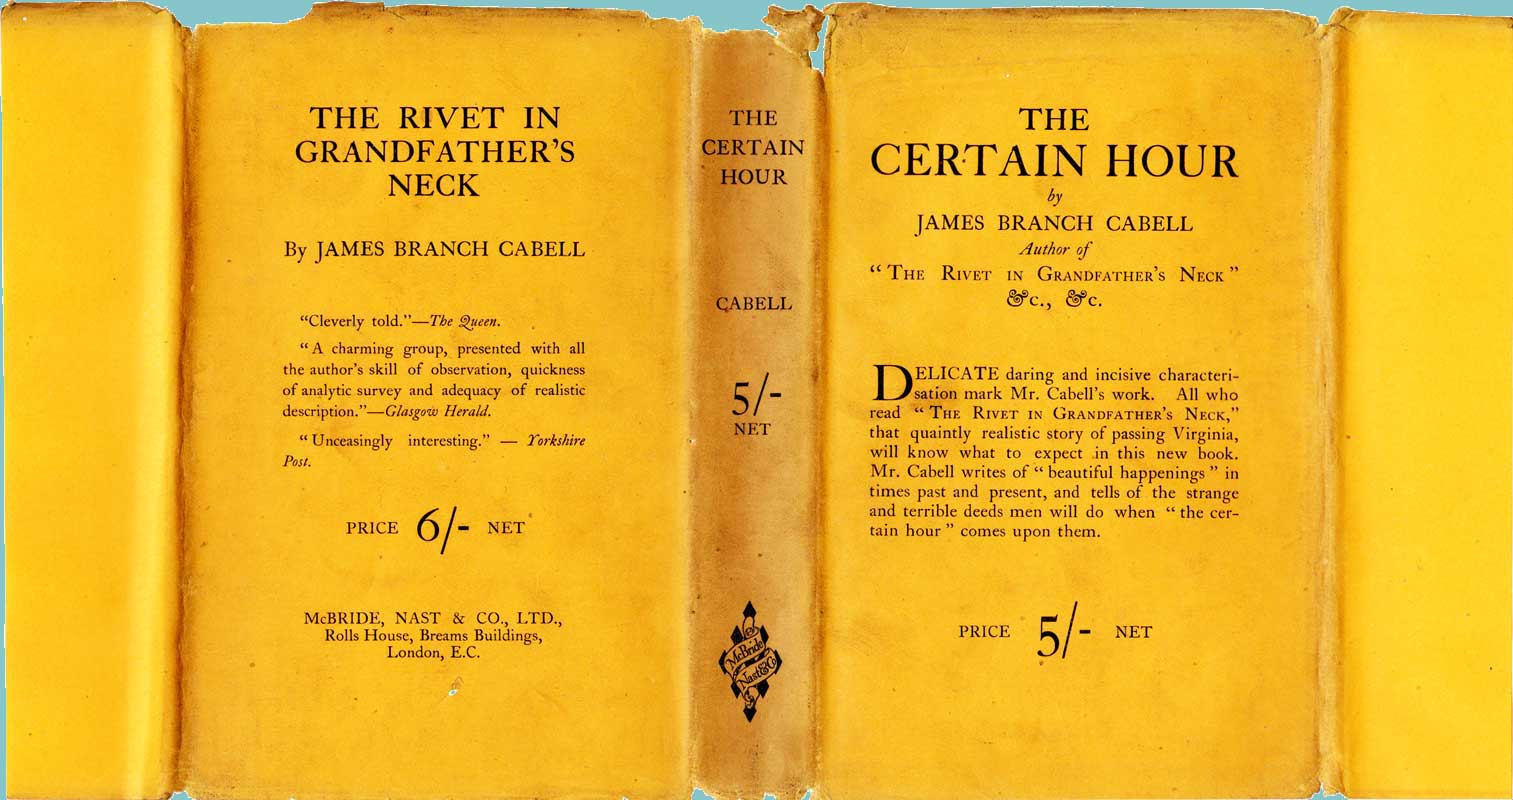 THE RIVET IN
GRANDFATHER'S
NECK
By JAMES BRANCH CABELL
"Cleverly told."—The Queen.
"A charming group, presented with all
the author's skill of observation, quickness
of analytic survey and adequacy of realistic
description."—Glasgow Herald.
"Unceasingly interesting." — Yorkshire
Post.
PRICE 6/- NET
McBRIDE, NAST & CO., LTD.,
Rolls House, Breams Buildings,
London, E.C.
THE
CERTAIN
HOUR
CABELL
5/-
NET
McBride
Nast & Co
THE
CERTAIN HOUR
by
JAMES BRANCH CABELL
Author of
"THE RIVET IN GRANDFATHER'S NECK"
&c., &c.
DELICATE daring and incisive characteri-
sation mark Mr. Cabell's work. All who
read "THE RIVET IN GRANDFATHER'S NECK,"
that quaintly realistic story of passing Virginia,
will know what to expect in this new book.
Mr. Cabell writes of "beautiful happenings" in
times past and present, and tells of the strange
and terrible deeds men will do when "the cer-
tain hour" comes upon them.
PRICE 5/- NET